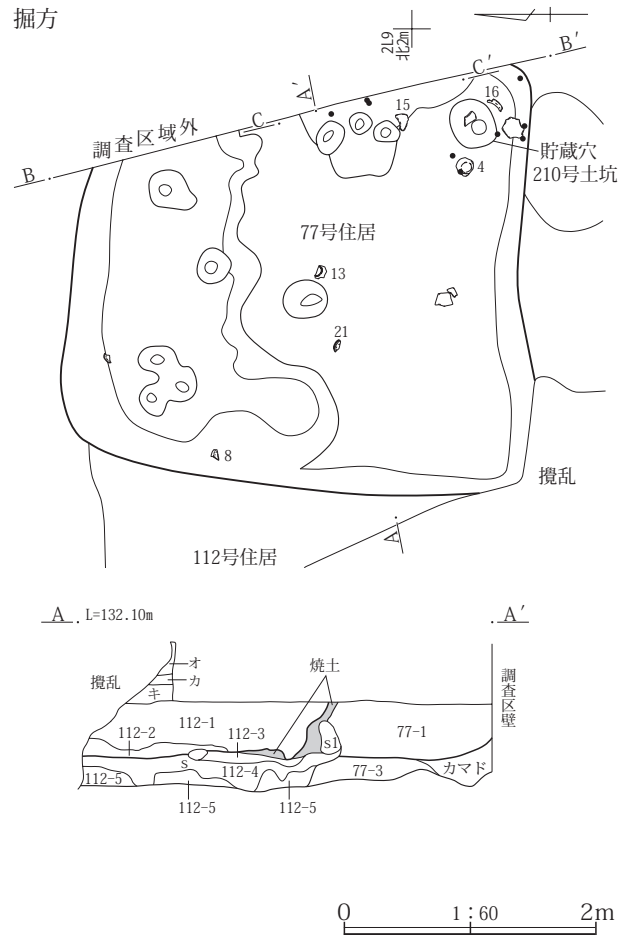 掘方
2L9
北2m
B′
C′
A′
16
15
C
調査区域外
B
貯蔵穴
210号土坑
4
77号住居
13
21
8
攪乱
A
112号住居
A L=132.10m A′
オ
焼土
攪乱
カ
キ
調査区壁
112-1
112-2
112-3
77-1
s1
s
112-4
77-3
カマド
112-5
112-5
112-5
0 1：60 2m